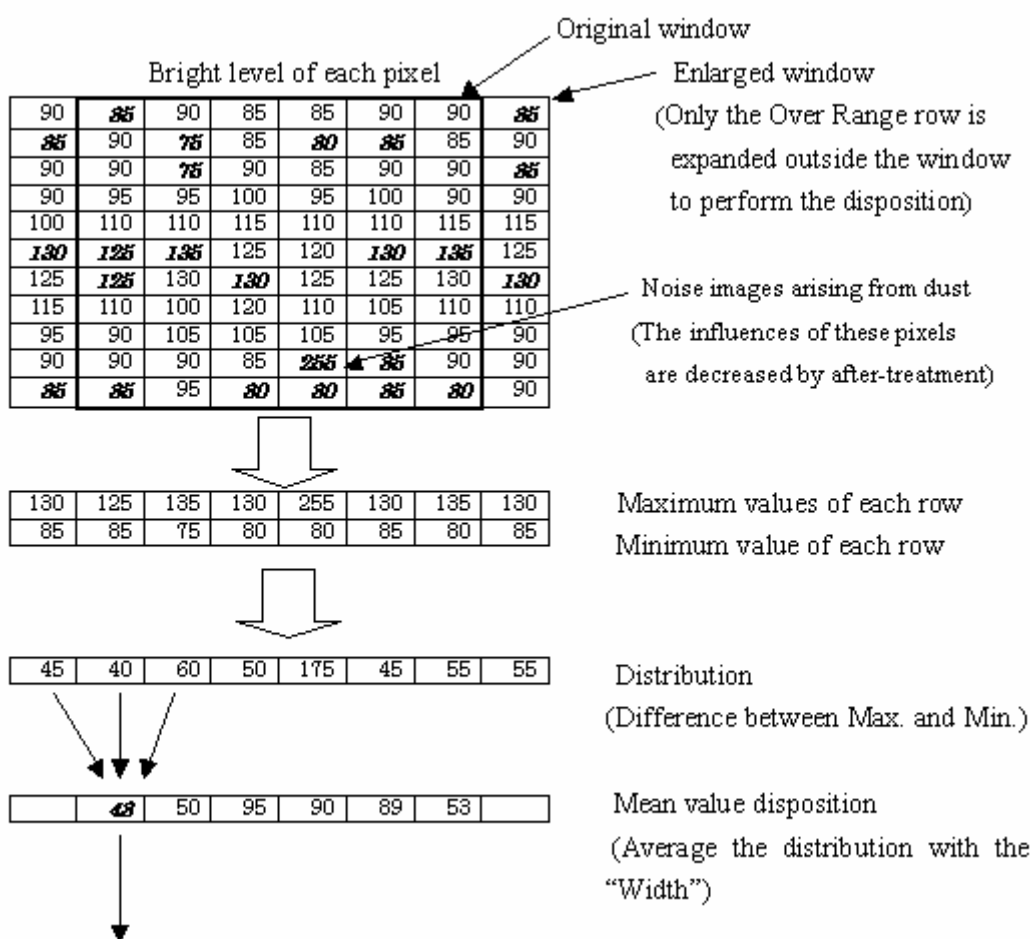 Original window
Bright level of each pixel
Enlarged window
(Only the Over Range row is
expanded outside the window
to perform the disposition)
90 85 90 85 85 90 90 85
85 90 75 85 80 85 85 90
90 90 75 90 85 90 90 85
90 95 95 100 95 100 90 90
100 110 110 115 110 110 115 115
130 125 135 125 120 130 135 125
125 125 130 130 125 125 130 130
115 110 100 120 110 105 110 110
95 90 105 105 105 95 95 90
90 90 90 85 255 85 90 90
85 85 95 80 80 85 80 90
Noise images arising from dust
(The influences of these pixels
are decreased by after-treatment)
130 125 135 130 255 130 135 130
85 85 75 80 80 85 80 85
Maximum values of each row
Minimum value of each row
45 40 60 50 175 45 55 55
Distribution
(Difference between Max. and Min.)
48 50 95 90 89 53
Mean value disposition
(Average the distribution with the
“Width”)